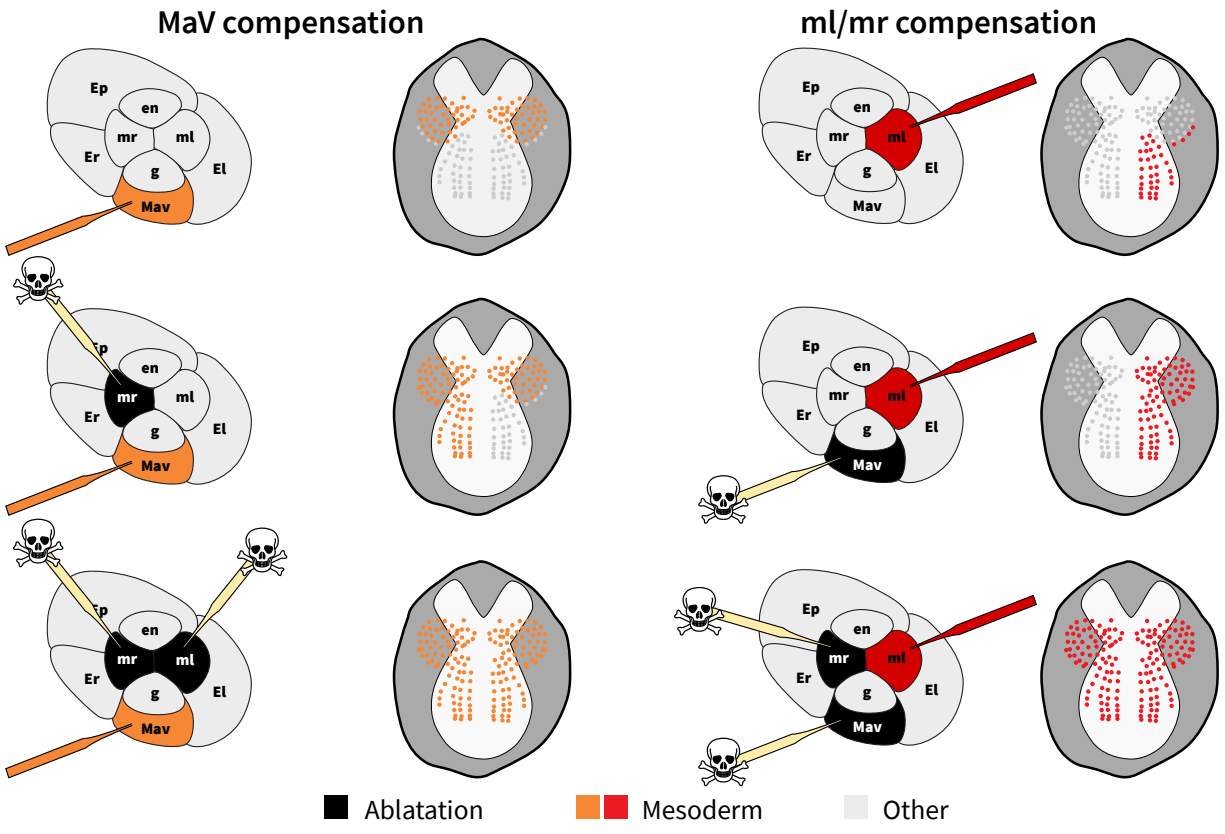 MaV compensation
ml/mr compensation
Ep
en
mr
ml
Er
g
El
Mav
Ep
en
mr
ml
Er
g
El
Mav
Ep
en
mr
ml
Er
g
El
Mav
Ep
en
mr
ml
Er
g
El
Mav
Ep
en
mr
ml
Er
g
El
Mav
Ep
en
mr
ml
Er
g
El
Mav
Ablatation
Mesoderm
Other